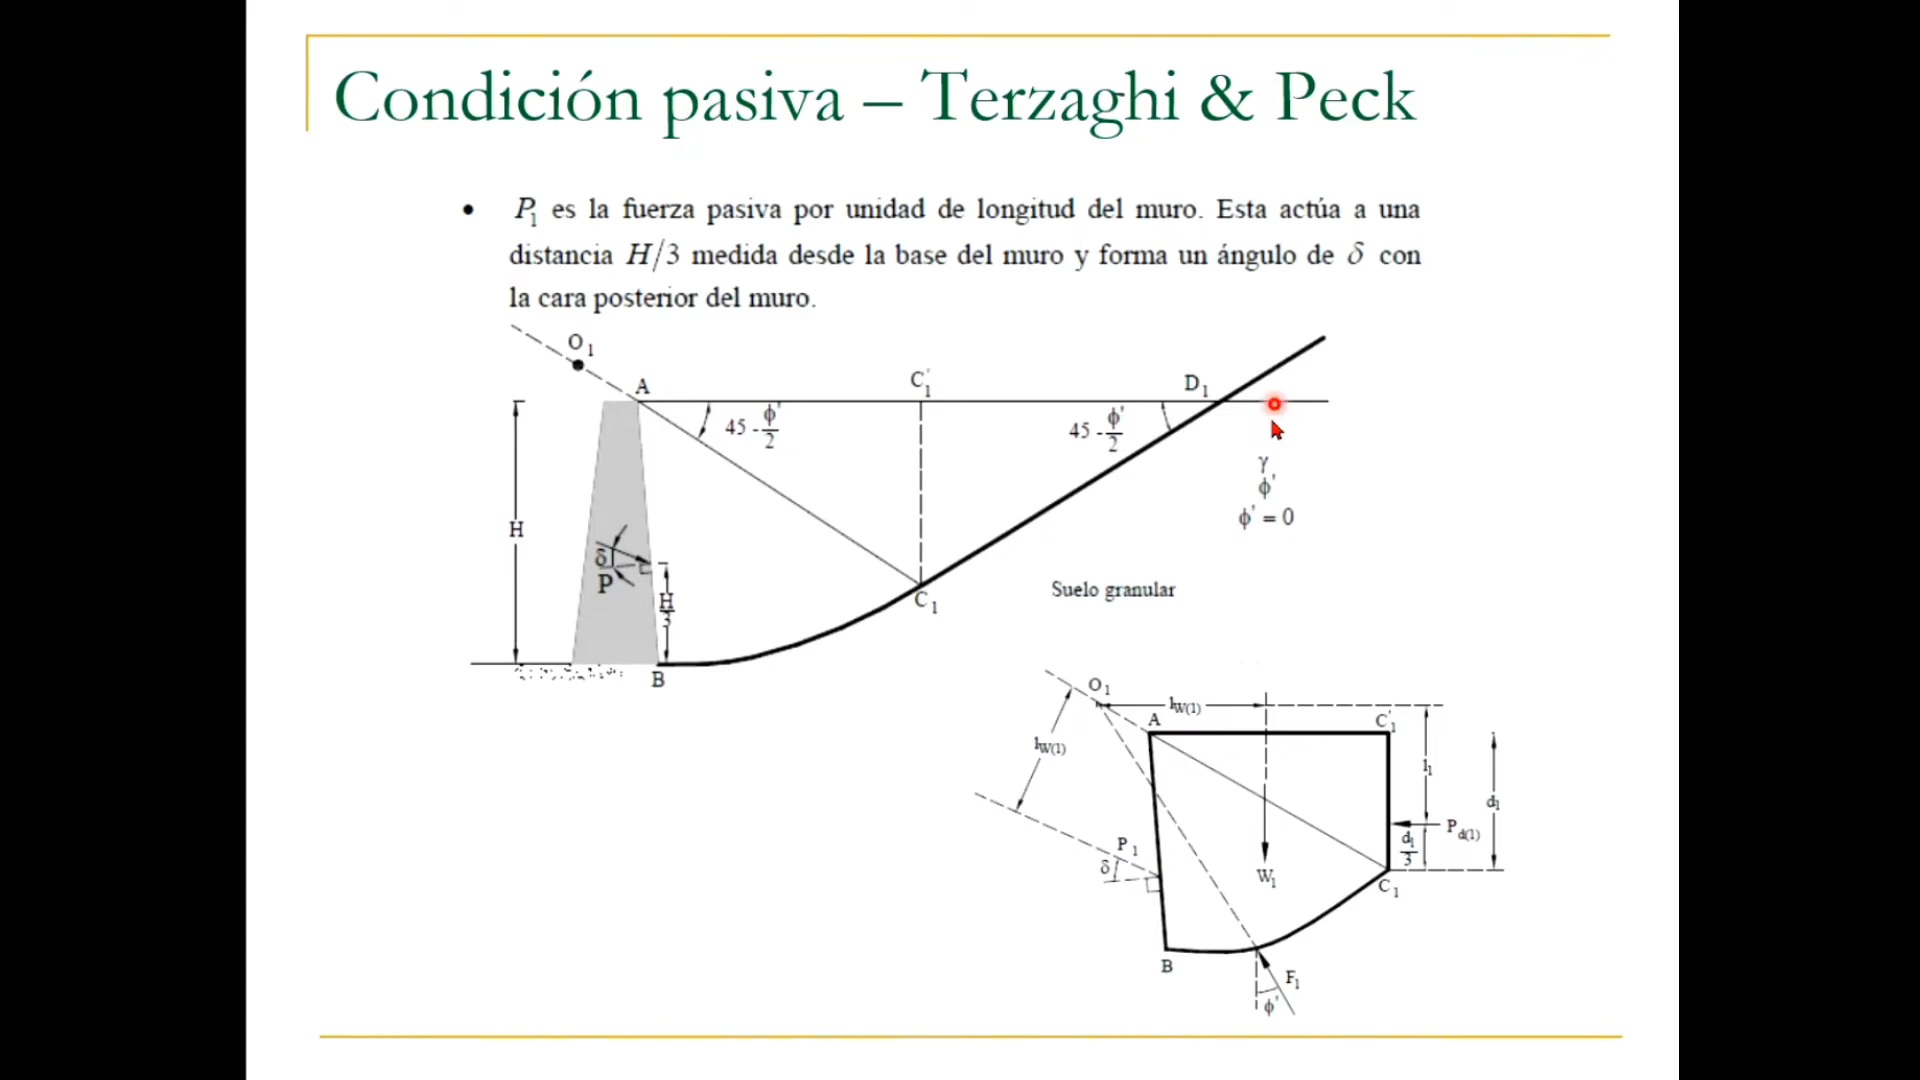 Condición pasiva – Terzaghi & Peck
• P₁ es la fuerza pasiva por unidad de longitud del muro. Esta actúa a una
distancia H/3 medida desde la base del muro y forma un ángulo de δ con
la cara posterior del muro.
O₁
A
C'₁
D₁
45 - ϕ'/2
45 - ϕ'/2
γ
ϕ'
ϕ' = 0
H
δ
P
H/3
C₁
Suelo granular
B
O₁
l_W(1)
A
C'₁
l_W(1)
l₁
d₁
P_d(1)
d₁/3
P₁
δ
W₁
C₁
B
F₁
ϕ'